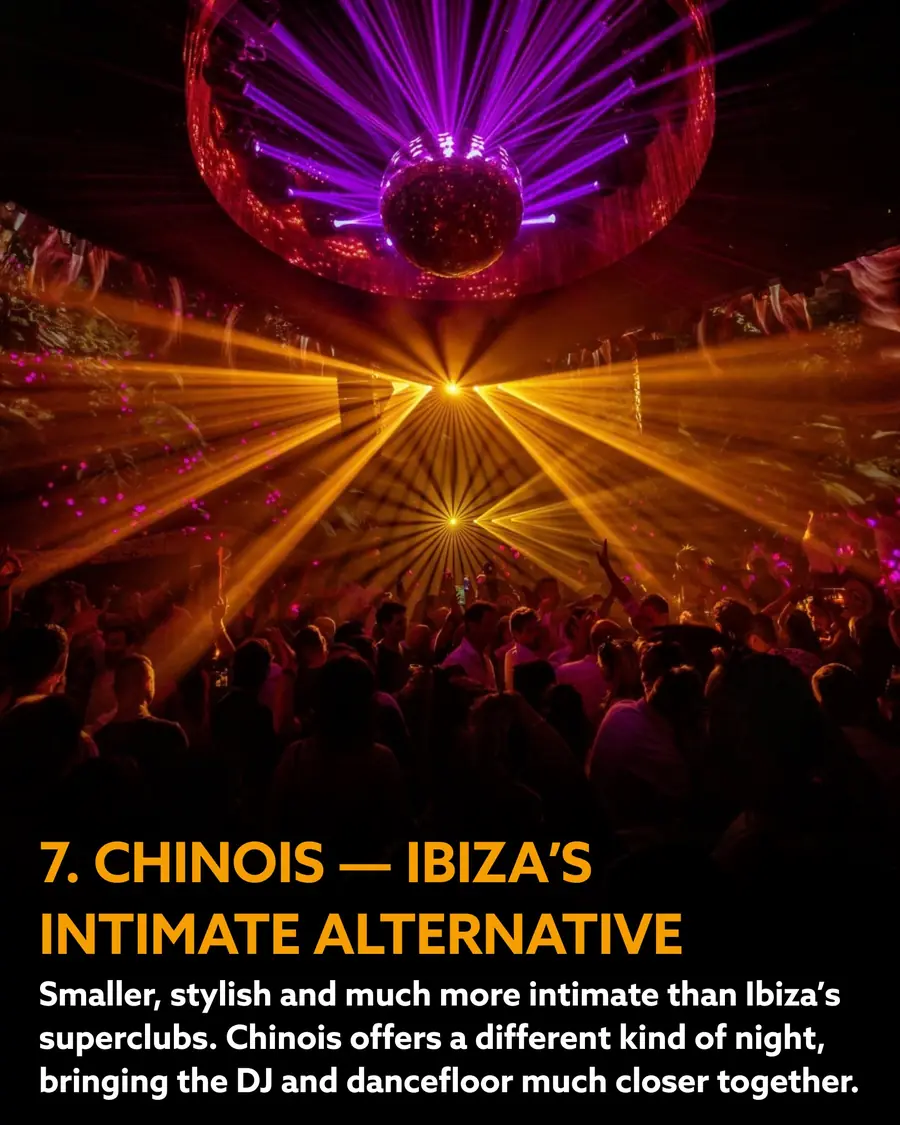 7. CHINOIS — IBIZA’S
INTIMATE ALTERNATIVE
Smaller, stylish and much more intimate than Ibiza’s
superclubs. Chinois offers a different kind of night,
bringing the DJ and dancefloor much closer together.